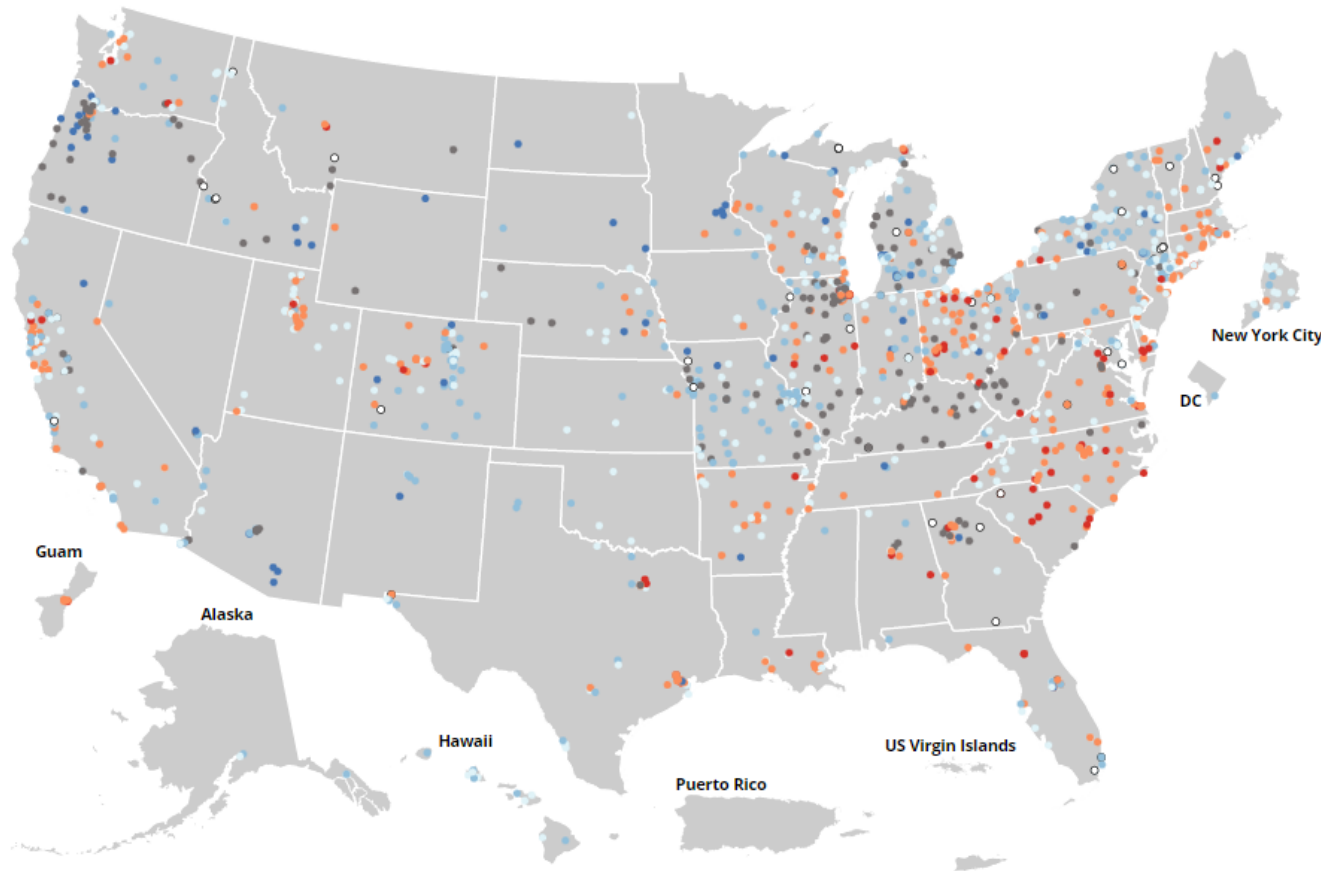 New York City
DC
Guam
Alaska
Hawaii
US Virgin Islands
Puerto Rico